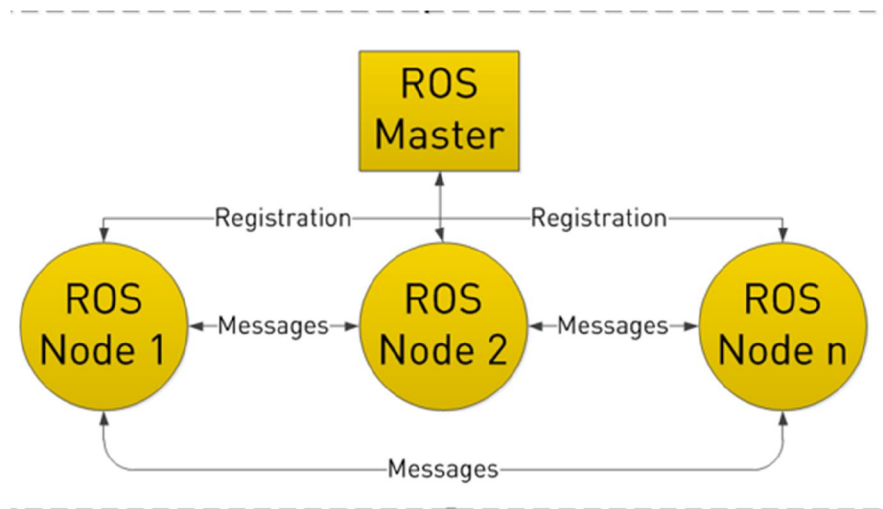 ROS
Master
Registration
Registration
ROS
Node 1
Messages
ROS
Node 2
Messages
ROS
Node n
Messages